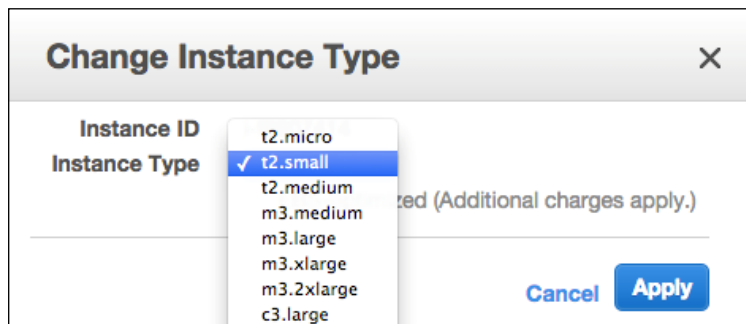 Change Instance Type
Instance ID
Instance Type
t2.micro
✓ t2.small
t2.medium
m3.medium
(Additional charges apply.)
m3.large
m3.xlarge
m3.2xlarge
c3.large
Cancel
Apply